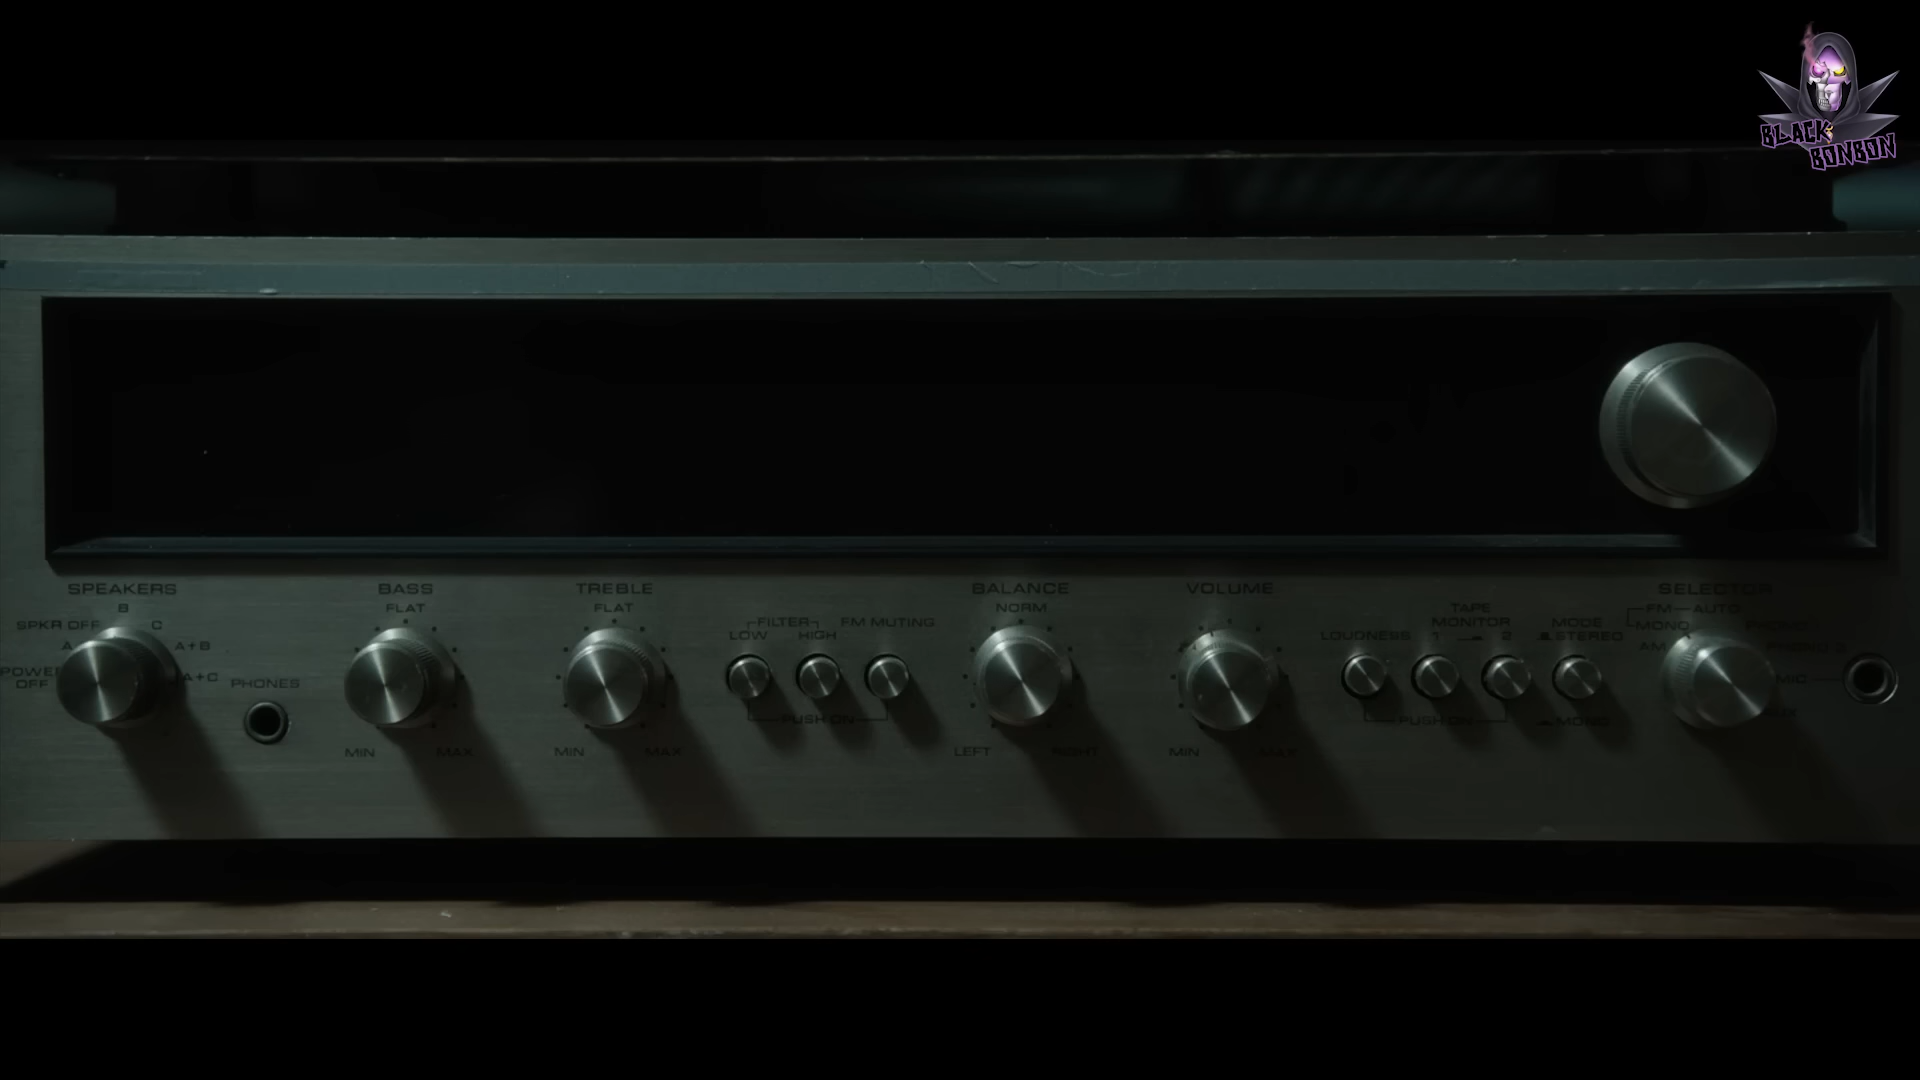 BLACK
BONBON
SPEAKERS
BASS
TREBLE
BALANCE
VOLUME
SELECTOR
B
FLAT
FLAT
NORM
TAPE
FM AUTO
SPKR OFF
C
FILTER
FM MUTING
MONITOR
MODE
MONO
LOW
HIGH
LOUDNESS
1
2
STEREO
A
A+B
AM
POWER
OFF
A+C
PHONES
MIC
PUSH ON
PUSH ON
MONO
MIN
MAX
MIN
MAX
LEFT
RIGHT
MIN
MAX